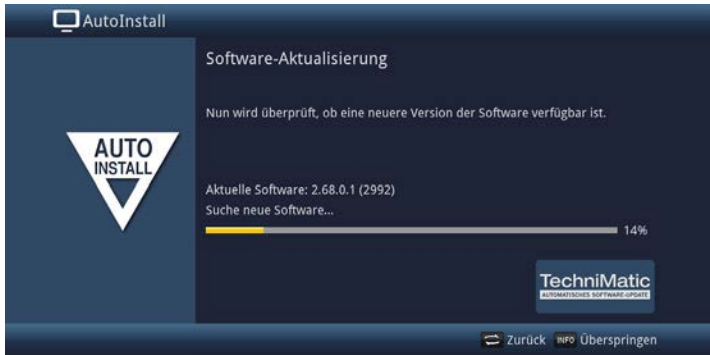 AutoInstall
Software-Aktualisierung
Nun wird überprüft, ob eine neuere Version der Software verfügbar ist.
AUTO
INSTALL
Aktuelle Software: 2.68.0.1 (2992)
Suche neue Software...
14%
TechniMatic
AUTOMATISCHES SOFTWARE-UPDATE
Zurück INFO Überspringen